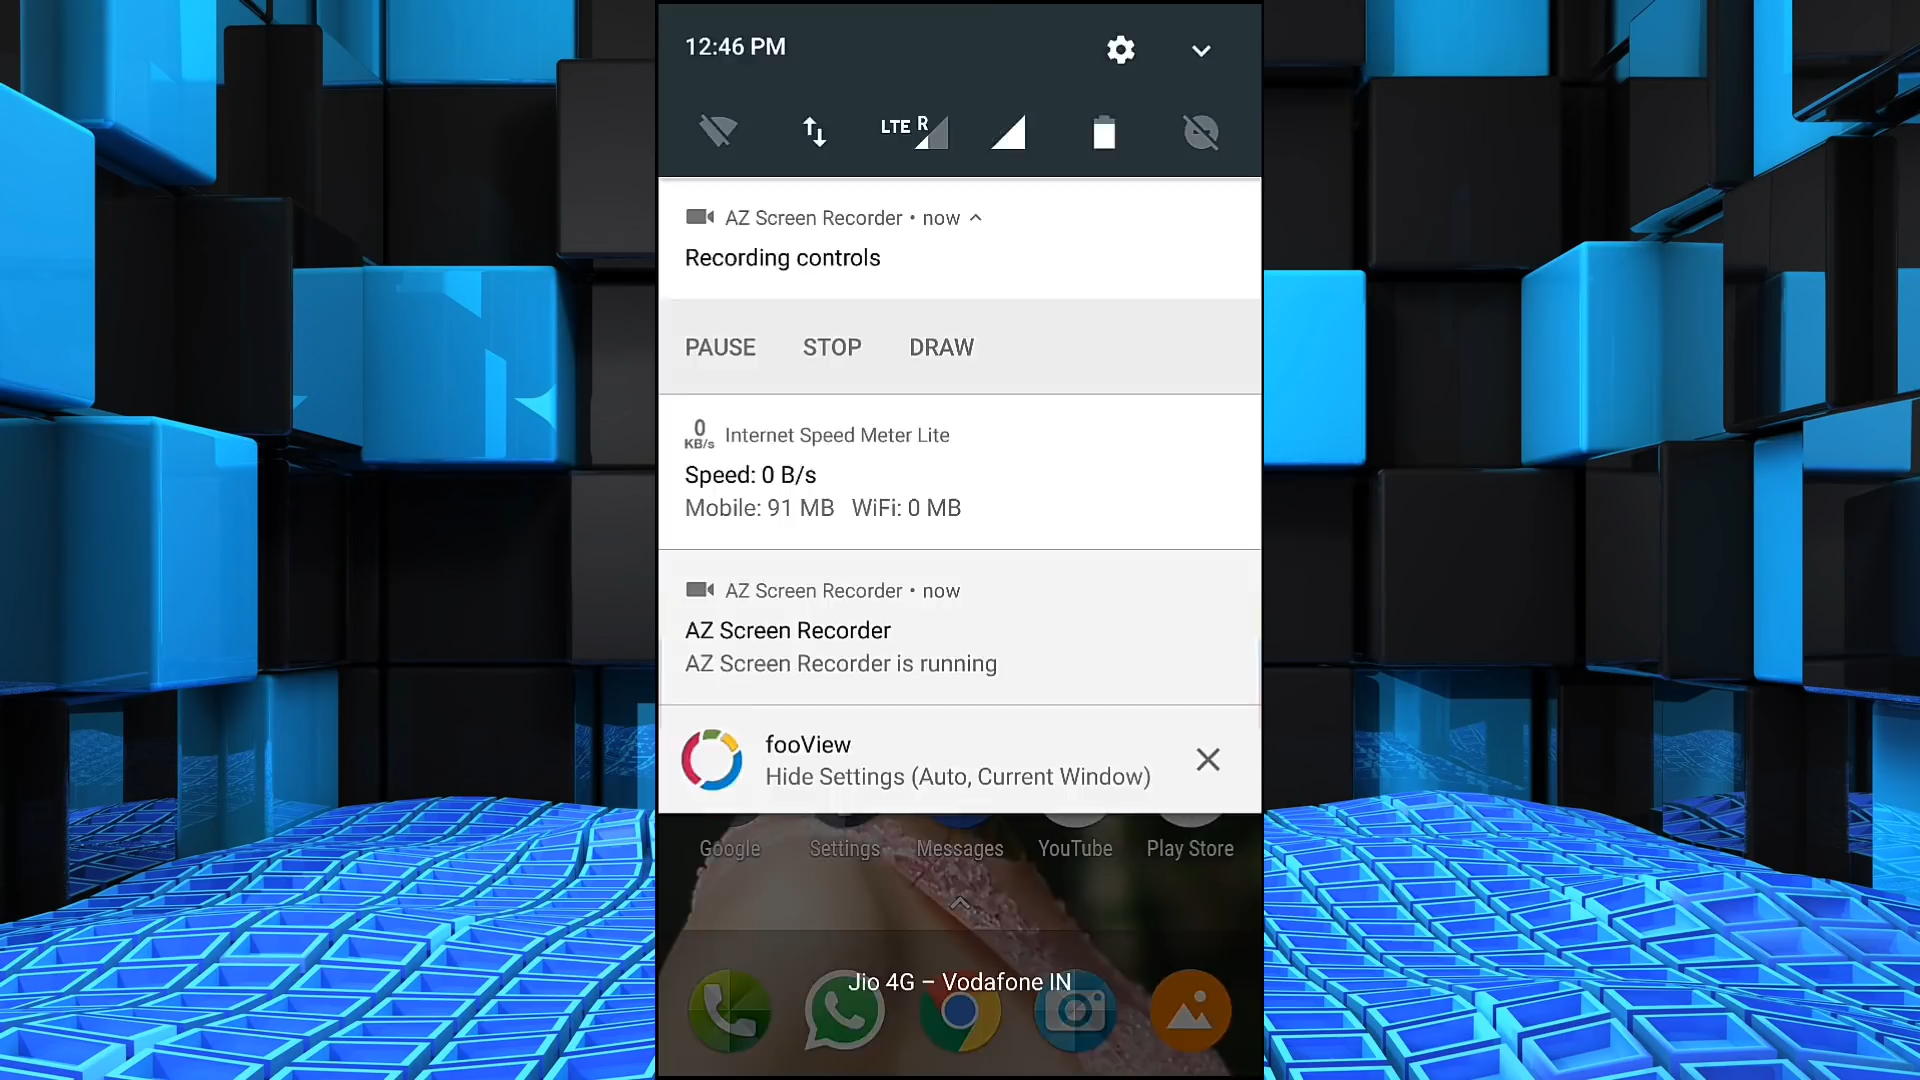 12:46 PM
LTE R
AZ Screen Recorder • now
Recording controls
PAUSE STOP DRAW
0 KB/s Internet Speed Meter Lite
Speed: 0 B/s
Mobile: 91 MB WiFi: 0 MB
AZ Screen Recorder • now
AZ Screen Recorder
AZ Screen Recorder is running
fooView
Hide Settings (Auto, Current Window)
Google Settings Messages YouTube Play Store
Jio 4G – Vodafone IN